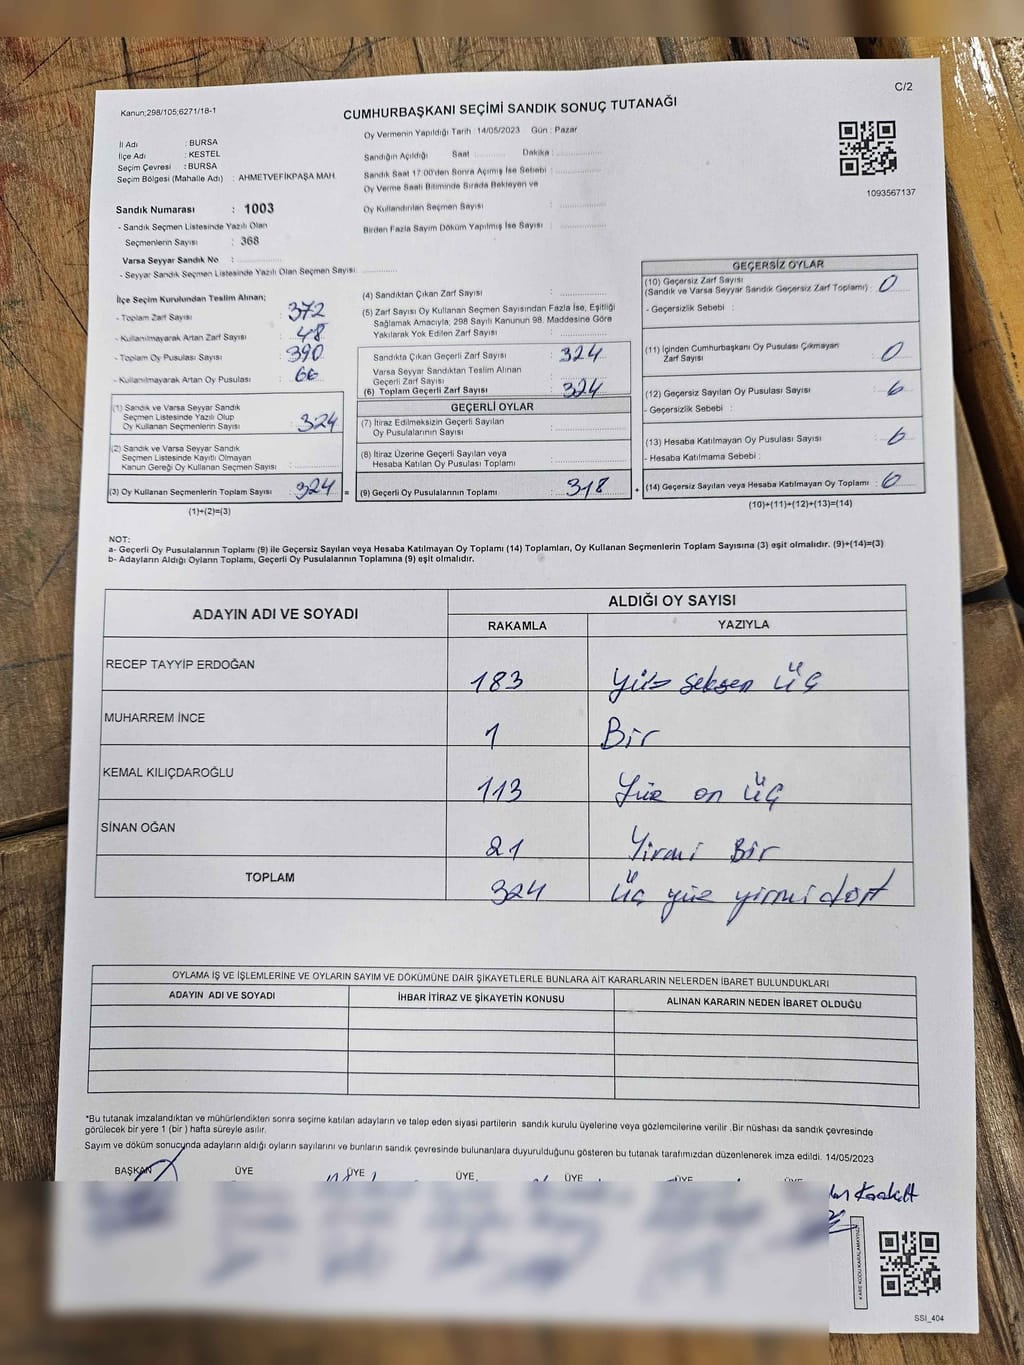 C/2
Kanun;298/105;6271/18-1
CUMHURBAŞKANI SEÇİMİ SANDIK SONUÇ TUTANAĞI
Oy Vermenin Yapıldığı Tarih : 14/05/2023 Gün : Pazar
İl Adı : BURSA
İlçe Adı : KESTEL
Seçim Çevresi : BURSA
Seçim Bölgesi (Mahalle Adı) : AHMETVEFİKPAŞA MAH.
Sandığın Açıldığı Saat ............ Dakika : ............
Sandık Saat 17.00'den Sonra Açılmış İse Sebebi : ............
Oy Verme Saati Bitiminde Sırada Bekleyen ve
Oy Kullandırılan Seçmen Sayısı : ............
Birden Fazla Sayım Döküm Yapılmış İse Sayısı : ............
1093567137
Sandık Numarası : 1003
- Sandık Seçmen Listesinde Yazılı Olan
Seçmenlerin Sayısı : 368
Varsa Seyyar Sandık No : ............
- Seyyar Sandık Seçmen Listesinde Yazılı Olan Seçmen Sayısı: ............
İlçe Seçim Kurulundan Teslim Alınan;
- Toplam Zarf Sayısı : 372
- Kullanılmayarak Artan Zarf Sayısı : 48
- Toplam Oy Pusulası Sayısı : 390
- Kullanılmayarak Artan Oy Pusulası : 66
(1) Sandık ve Varsa Seyyar Sandık
Seçmen Listesinde Yazılı Olup
Oy Kullanan Seçmenlerin Sayısı : 324
(2) Sandık ve Varsa Seyyar Sandık
Seçmen Listesinde Kayıtlı Olmayan
Kanun Gereği Oy Kullanan Seçmen Sayısı : ............
(3) Oy Kullanan Seçmenlerin Toplam Sayısı : 324 =
(1)+(2)=(3)
(4) Sandıktan Çıkan Zarf Sayısı : ............
(5) Zarf Sayısı Oy Kullanan Seçmen Sayısından Fazla İse, Eşitliği
Sağlamak Amacıyla, 298 Sayılı Kanunun 98. Maddesine Göre
Yakılarak Yok Edilen Zarf Sayısı : ............
Sandıkta Çıkan Geçerli Zarf Sayısı : 324
Varsa Seyyar Sandıktan Teslim Alınan
Geçerli Zarf Sayısı : ............
(6) Toplam Geçerli Zarf Sayısı : 324
GEÇERLİ OYLAR
(7) İtiraz Edilmeksizin Geçerli Sayılan
Oy Pusulalarının Sayısı : ............
(8) İtiraz Üzerine Geçerli Sayılan veya
Hesaba Katılan Oy Pusulası Toplamı : ............
(9) Geçerli Oy Pusulalarının Toplamı : 318 +
GEÇERSİZ OYLAR
(10) Geçersiz Zarf Sayısı
(Sandık ve Varsa Seyyar Sandık Geçersiz Zarf Toplamı) : 0
- Geçersizlik Sebebi :
(11) İçinden Cumhurbaşkanı Oy Pusulası Çıkmayan
Zarf Sayısı : 0
(12) Geçersiz Sayılan Oy Pusulası Sayısı : 6
- Geçersizlik Sebebi :
(13) Hesaba Katılmayan Oy Pusulası Sayısı : 6
- Hesaba Katılmama Sebebi :
(14) Geçersiz Sayılan veya Hesaba Katılmayan Oy Toplamı : 6
(10)+(11)+(12)+(13)=(14)
NOT:
a- Geçerli Oy Pusulalarının Toplamı (9) ile Geçersiz Sayılan veya Hesaba Katılmayan Oy Toplamı (14) Toplamları, Oy Kullanan Seçmenlerin Toplam Sayısına (3) eşit olmalıdır. (9)+(14)=(3)
b- Adayların Aldığı Oyların Toplamı, Geçerli Oy Pusulalarının Toplamına (9) eşit olmalıdır.
ADAYIN ADI VE SOYADI ALDIĞI OY SAYISI
RAKAMLA YAZIYLA
RECEP TAYYİP ERDOĞAN 183 Yüz seksen üç
MUHARREM İNCE 1 Bir
KEMAL KILIÇDAROĞLU 113 Yüz on üç
SİNAN OĞAN 21 Yirmi Bir
TOPLAM 324 Üç yüz yirmi dört
OYLAMA İŞ VE İŞLEMLERİNE VE OYLARIN SAYIM VE DÖKÜMÜNE DAİR ŞİKAYETLERLE BUNLARA AİT KARARLARIN NELERDEN İBARET BULUNDUKLARI
ADAYIN ADI VE SOYADI İHBAR İTİRAZ VE ŞİKAYETİN KONUSU ALINAN KARARIN NEDEN İBARET OLDUĞU
*Bu tutanak imzalandıktan ve mühürlendikten sonra seçime katılan adayların ve talep eden siyasi partilerin sandık kurulu üyelerine veya gözlemcilerine verilir .Bir nüshası da sandık çevresinde
görülecek bir yere 1 (bir ) hafta süreyle asılır.
Sayım ve döküm sonucunda adayların aldığı oyların sayılarını ve bunların sandık çevresinde bulunanlara duyurulduğunu gösteren bu tutanak tarafımızdan düzenlenerek imza edildi. 14/05/2023
BAŞKAN ÜYE ÜYE ÜYE ÜYE ÜYE ÜYE
KARE KODU KARALAMAYINIZ
SSI_404